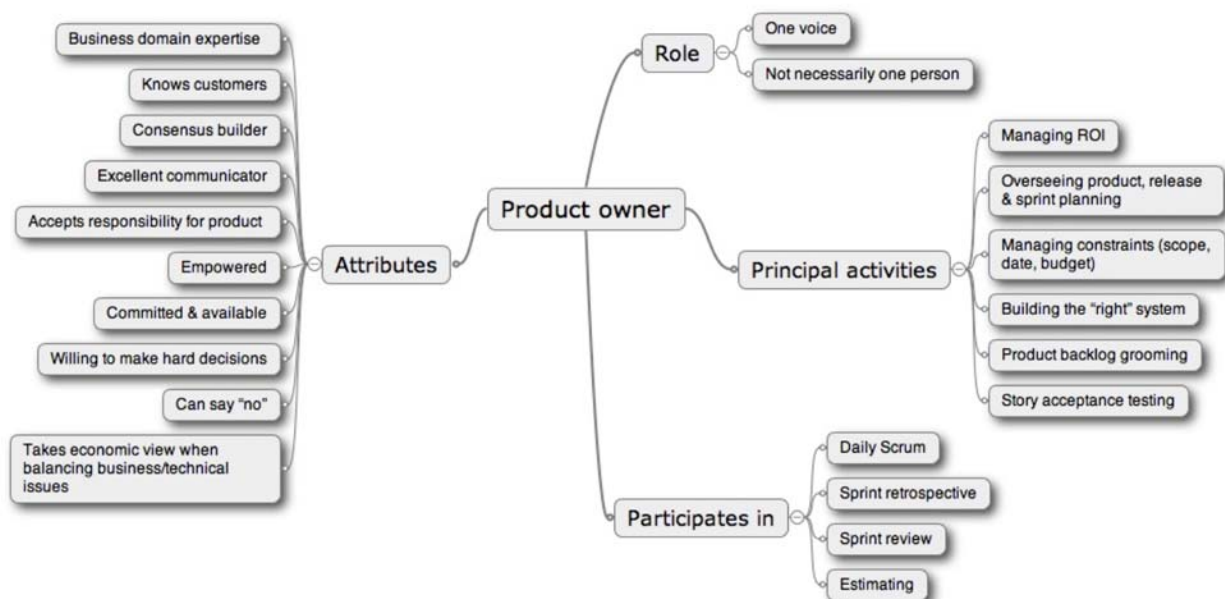 Product owner
Role
One voice
Not necessarily one person
Principal activities
Managing ROI
Overseeing product, release
& sprint planning
Managing constraints (scope,
date, budget)
Building the “right” system
Product backlog grooming
Story acceptance testing
Participates in
Daily Scrum
Sprint retrospective
Sprint review
Estimating
Attributes
Business domain expertise
Knows customers
Consensus builder
Excellent communicator
Accepts responsibility for product
Empowered
Committed & available
Willing to make hard decisions
Can say “no”
Takes economic view when
balancing business/technical
issues